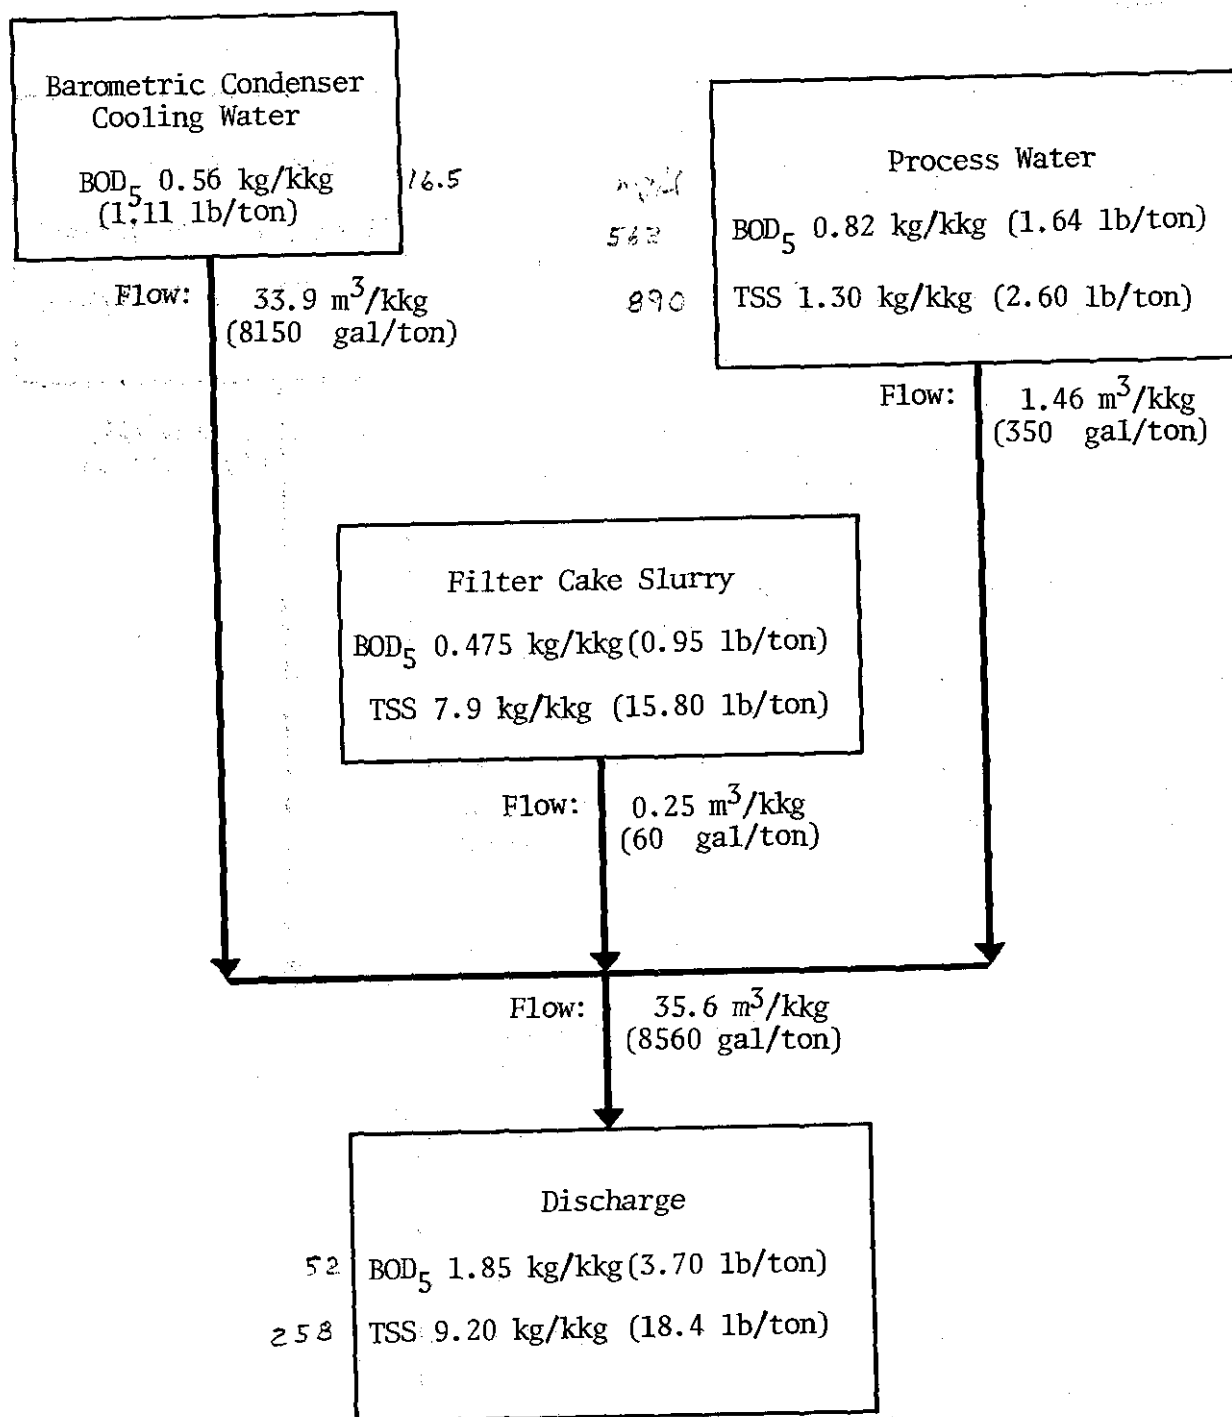 Barometric Condenser
Cooling Water
BOD5 0.56 kg/kkg
(1.11 lb/ton)
16.5
Flow: 33.9 m3/kkg
(8150 gal/ton)
Process Water
563
BOD5 0.82 kg/kkg (1.64 lb/ton)
890
TSS 1.30 kg/kkg (2.60 lb/ton)
Flow: 1.46 m3/kkg
(350 gal/ton)
Filter Cake Slurry
BOD5 0.475 kg/kkg(0.95 lb/ton)
TSS 7.9 kg/kkg (15.80 lb/ton)
Flow: 0.25 m3/kkg
(60 gal/ton)
Flow: 35.6 m3/kkg
(8560 gal/ton)
Discharge
52 BOD5 1.85 kg/kkg(3.70 lb/ton)
258 TSS 9.20 kg/kkg (18.4 lb/ton)